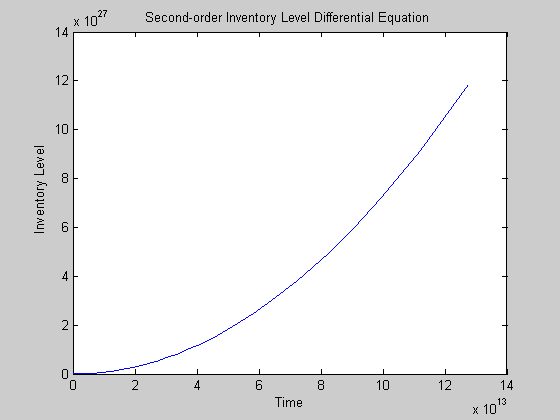 Second-order Inventory Level Differential Equation
x 10^27
14
12
10
8
6
4
2
0
Inventory Level
0 2 4 6 8 10 12 14
Time
x 10^13